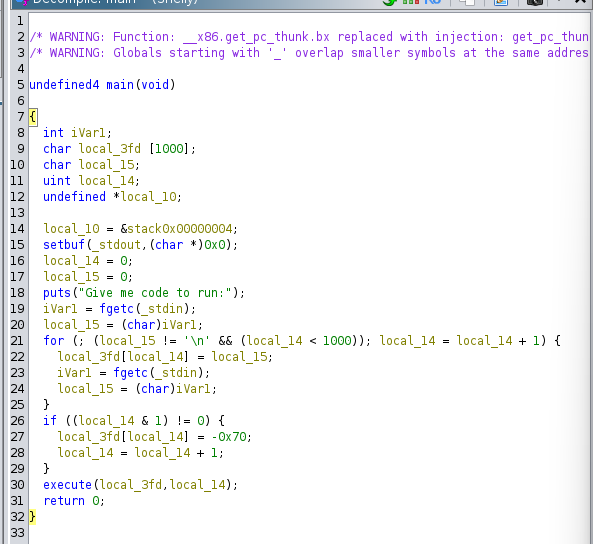 Decompile: main - (Shelly)
1
2 /* WARNING: Function: __x86.get_pc_thunk.bx replaced with injection: get_pc_thun
3 /* WARNING: Globals starting with '_' overlap smaller symbols at the same addres
4
5 undefined4 main(void)
6
7 {
8 int iVar1;
9 char local_3fd [1000];
10 char local_15;
11 uint local_14;
12 undefined *local_10;
13
14 local_10 = &stack0x00000004;
15 setbuf(_stdout,(char *)0x0);
16 local_14 = 0;
17 local_15 = 0;
18 puts("Give me code to run:");
19 iVar1 = fgetc(_stdin);
20 local_15 = (char)iVar1;
21 for (; (local_15 != '\n' && (local_14 < 1000)); local_14 = local_14 + 1) {
22 local_3fd[local_14] = local_15;
23 iVar1 = fgetc(_stdin);
24 local_15 = (char)iVar1;
25 }
26 if ((local_14 & 1) != 0) {
27 local_3fd[local_14] = -0x70;
28 local_14 = local_14 + 1;
29 }
30 execute(local_3fd,local_14);
31 return 0;
32 }
33